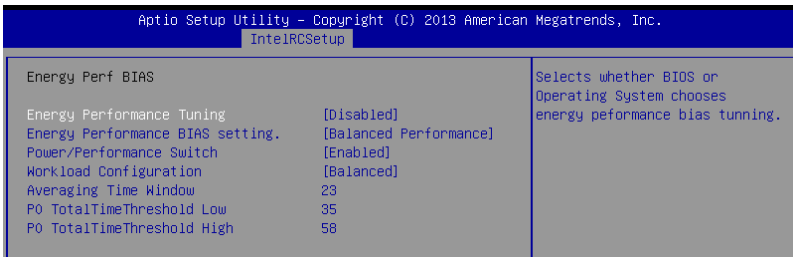 Aptio Setup Utility – Copyright (C) 2013 American Megatrends, Inc.
IntelRCSetup
Energy Perf BIAS
Energy Performance Tuning [Disabled]
Energy Performance BIAS setting. [Balanced Performance]
Power/Performance Switch [Enabled]
Workload Configuration [Balanced]
Averaging Time Window 23
P0 TotalTimeThreshold Low 35
P0 TotalTimeThreshold High 58
Selects whether BIOS or
Operating System chooses
energy peformance bias tunning.